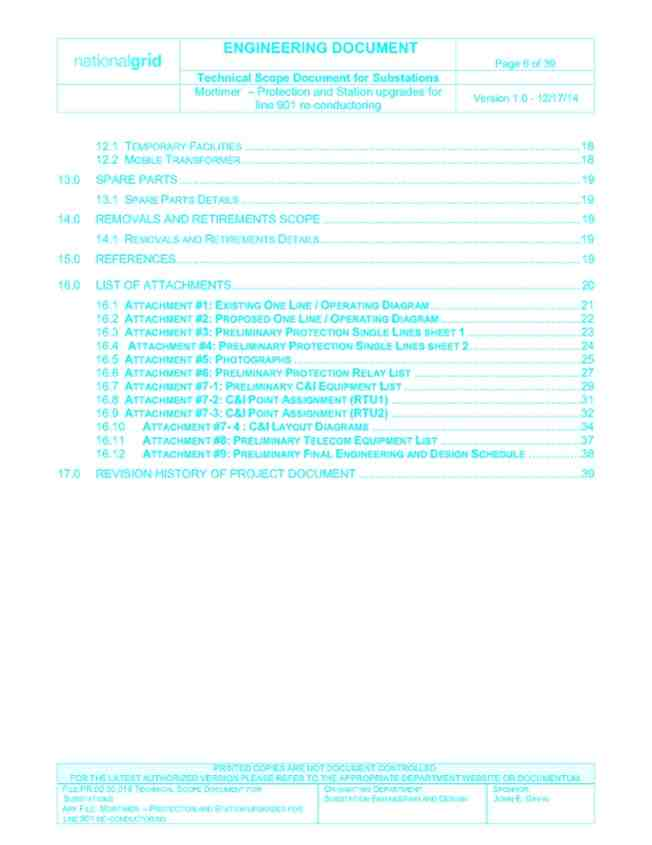 nationalgrid
ENGINEERING DOCUMENT
Page 6 of 39
Technical Scope Document for Substations
Mortimer – Protection and Station upgrades for
line 901 re-conductoring
Version 1.0 - 12/17/14
12.1 TEMPORARY FACILITIES 18
12.2 MOBILE TRANSFORMER 18
13.0 SPARE PARTS 19
13.1 SPARE PARTS DETAILS 19
14.0 REMOVALS AND RETIREMENTS SCOPE 19
14.1 REMOVALS AND RETIREMENTS DETAILS 19
15.0 REFERENCES 19
16.0 LIST OF ATTACHMENTS 20
16.1 ATTACHMENT #1: EXISTING ONE LINE / OPERATING DIAGRAM 21
16.2 ATTACHMENT #2: PROPOSED ONE LINE / OPERATING DIAGRAM 22
16.3 ATTACHMENT #3: PRELIMINARY PROTECTION SINGLE LINES SHEET 1 23
16.4 ATTACHMENT #4: PRELIMINARY PROTECTION SINGLE LINES SHEET 2 24
16.5 ATTACHMENT #5: PHOTOGRAPHS 25
16.6 ATTACHMENT #6: PRELIMINARY PROTECTION RELAY LIST 27
16.7 ATTACHMENT #7-1: PRELIMINARY C&I EQUIPMENT LIST 29
16.8 ATTACHMENT #7-2: C&I POINT ASSIGNMENT (RTU1) 31
16.9 ATTACHMENT #7-3: C&I POINT ASSIGNMENT (RTU2) 32
16.10 ATTACHMENT #7-4 : C&I LAYOUT DIAGRAMS 34
16.11 ATTACHMENT #8: PRELIMINARY TELECOM EQUIPMENT LIST 37
16.12 ATTACHMENT #9: PRELIMINARY FINAL ENGINEERING AND DESIGN SCHEDULE 38
17.0 REVISION HISTORY OF PROJECT DOCUMENT 39
PRINTED COPIES ARE NOT DOCUMENT CONTROLLED.
FOR THE LATEST AUTHORIZED VERSION PLEASE REFER TO THE APPROPRIATE DEPARTMENT WEBSITE OR DOCUMENTUM.
TECHNICAL SCOPE DOCUMENT FOR
SUBSTATIONS
ORIGINATING DEPARTMENT
SUBSTATION ENGINEERING AND DESIGN
SPONSOR
JOHN E.
FILE: MORTIMER – PROTECTION AND STATION UPGRADES FOR
LINE 901 RE-CONDUCTORING